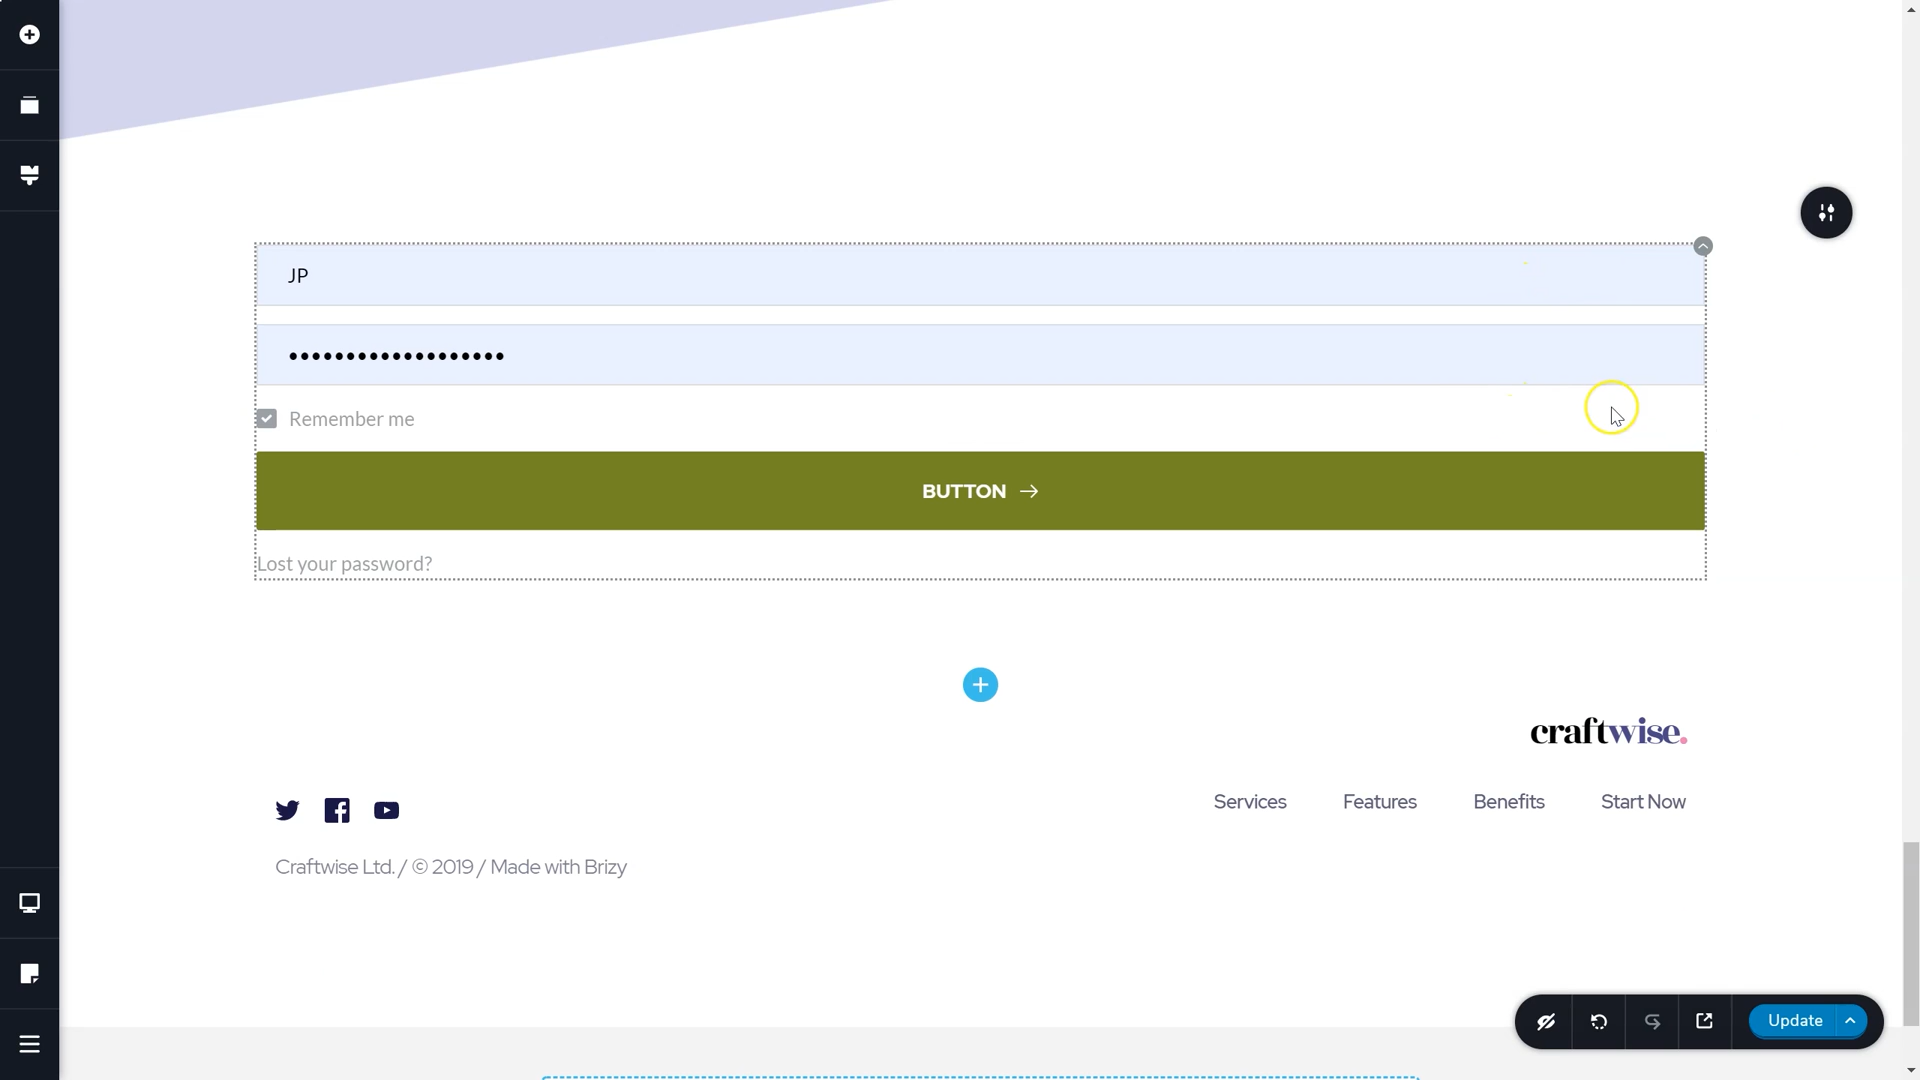 JP
•••••••••••••••••••
Remember me
BUTTON
Lost your password?
craftwise.
Services Features Benefits Start Now
Craftwise Ltd. / © 2019 / Made with Brizy
Update